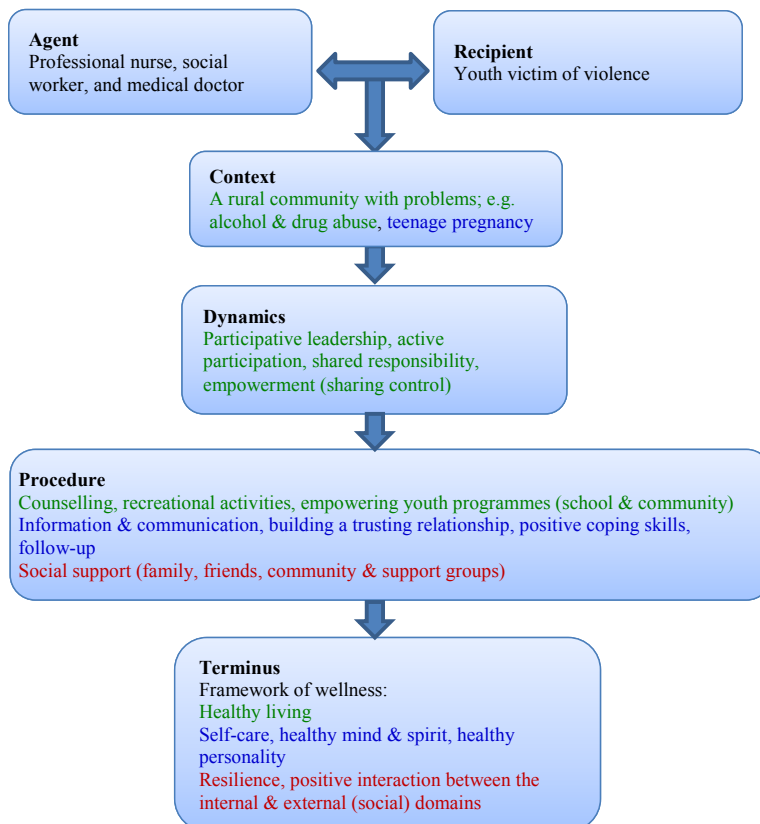 Agent
Professional nurse, social
worker, and medical doctor
Recipient
Youth victim of violence
Context
A rural community with problems; e.g.
alcohol & drug abuse, teenage pregnancy
Dynamics
Participative leadership, active
participation, shared responsibility,
empowerment (sharing control)
Procedure
Counselling, recreational activities, empowering youth programmes (school & community)
Information & communication, building a trusting relationship, positive coping skills,
follow-up
Social support (family, friends, community & support groups)
Terminus
Framework of wellness:
Healthy living
Self-care, healthy mind & spirit, healthy
personality
Resilience, positive interaction between the
internal & external (social) domains